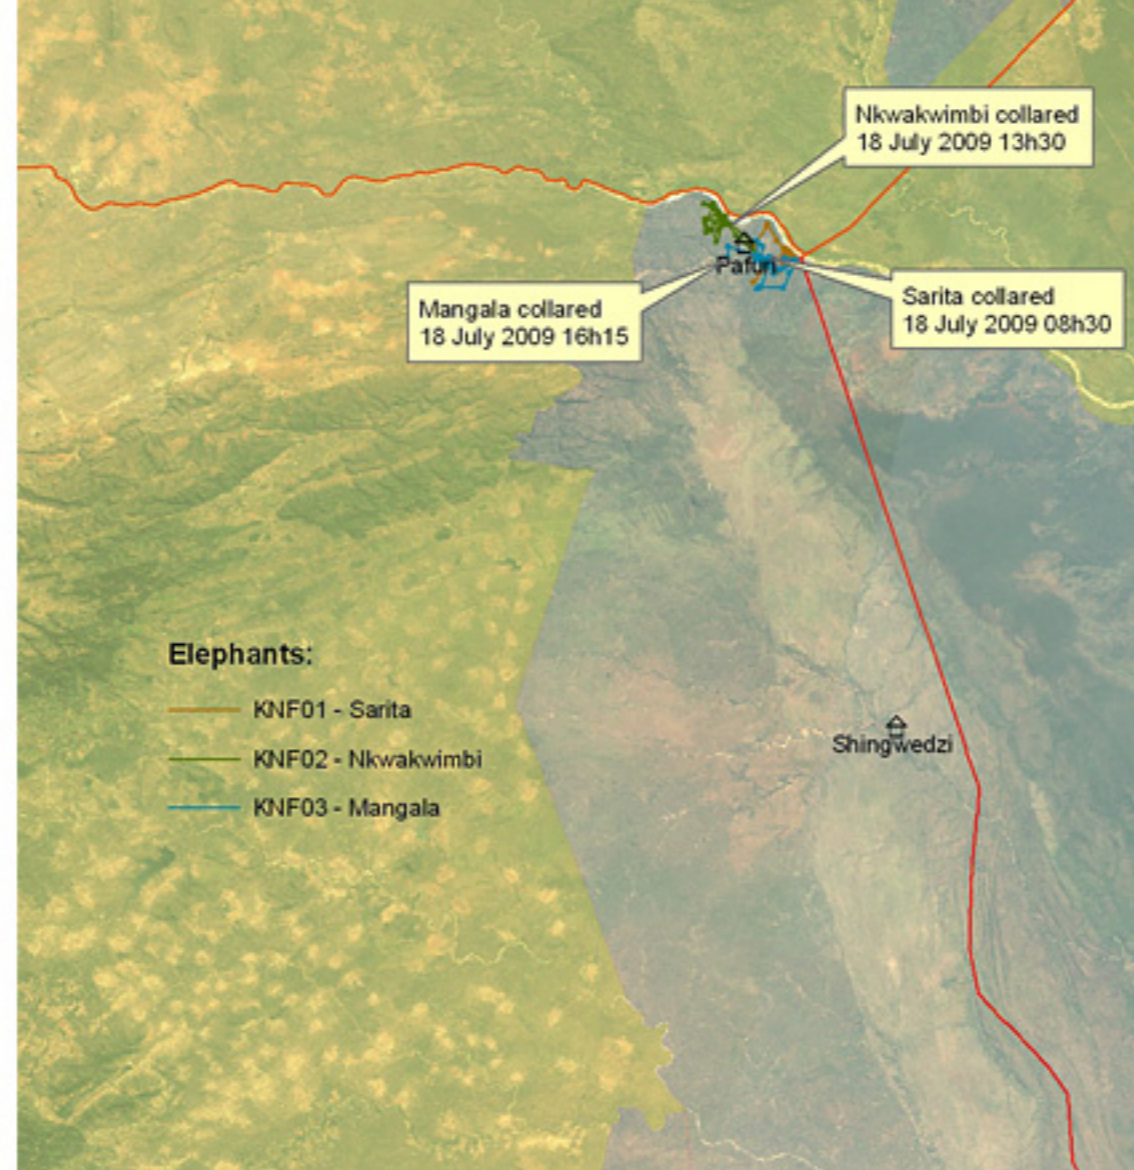 Nkwakwimbi collared
18 July 2009 13h30
Pafuri
Mangala collared
18 July 2009 16h15
Sarita collared
18 July 2009 08h30
Elephants:
KNF01 - Sarita
KNF02 - Nkwakwimbi
KNF03 - Mangala
Shingwedzi